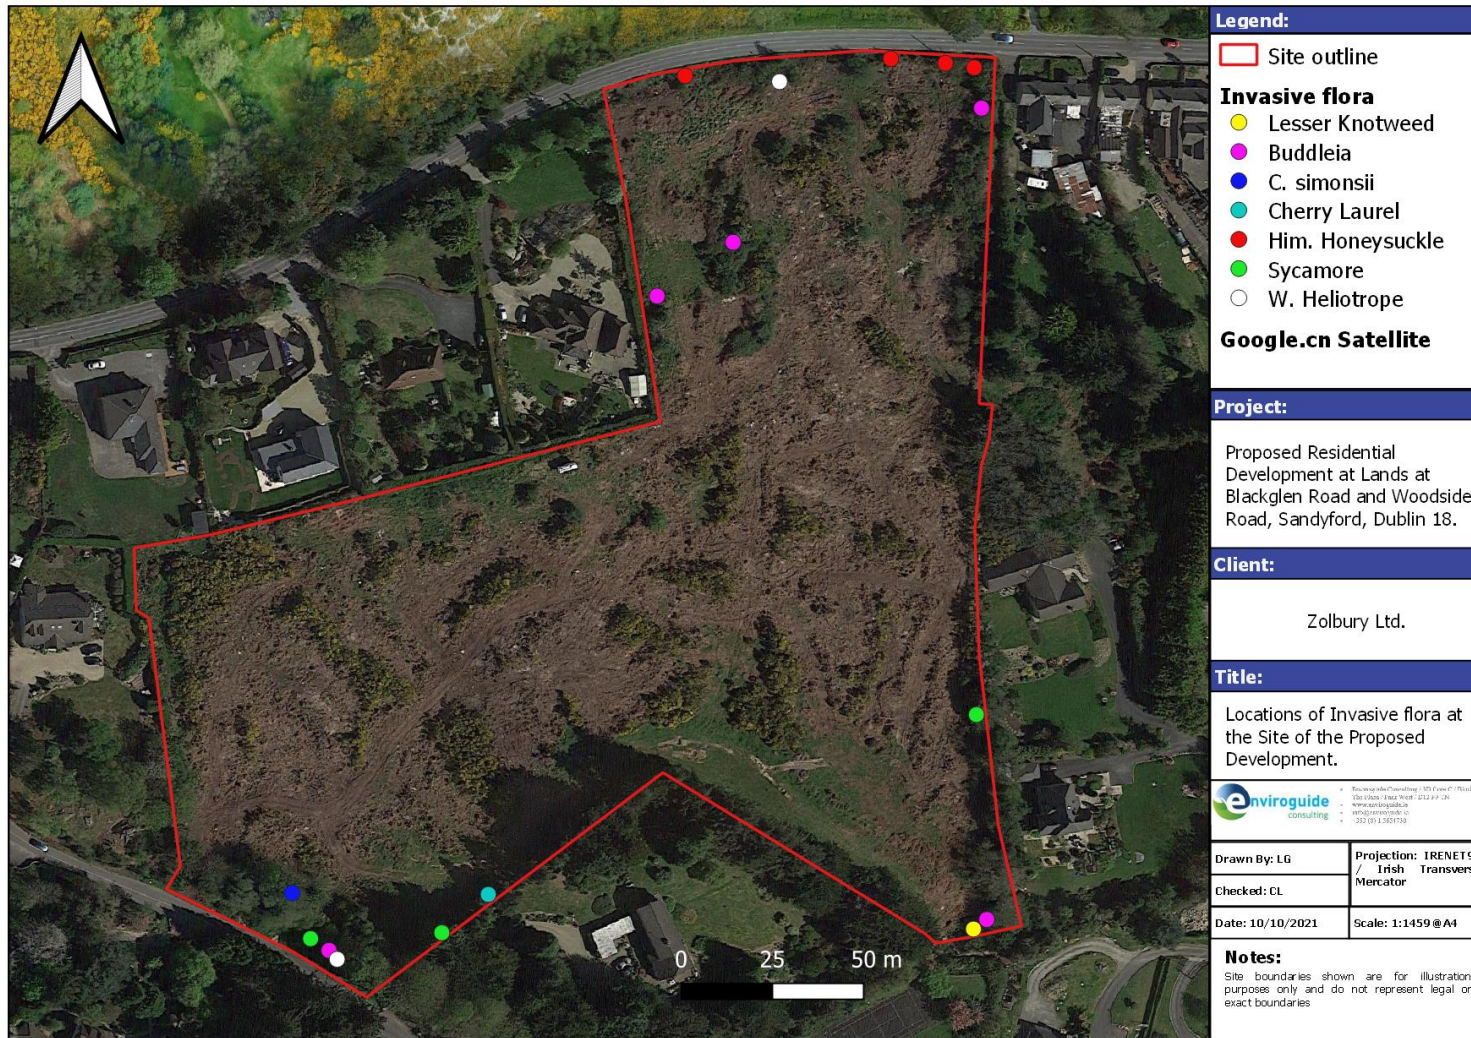 Legend:
Site outline
Invasive flora
Lesser Knotweed
Buddleia
C. simonsii
Cherry Laurel
Him. Honeysuckle
Sycamore
W. Heliotrope
Google.cn Satellite
Project:
Proposed Residential
Development at Lands at
Blackglen Road and Woodside
Road, Sandyford, Dublin 18.
Client:
Zolbury Ltd.
Title:
Locations of Invasive flora at
the Site of the Proposed
Development.
enviroguide
consulting
Drawn By: LG
Checked: CL
Date: 10/10/2021
Projection: IRENET9
/ Irish Transvers
Mercator
Scale: 1:1459 @ A4
Notes:
Site boundaries shown are for illustration
purposes only and do not represent legal or
exact boundaries
0 25 50 m